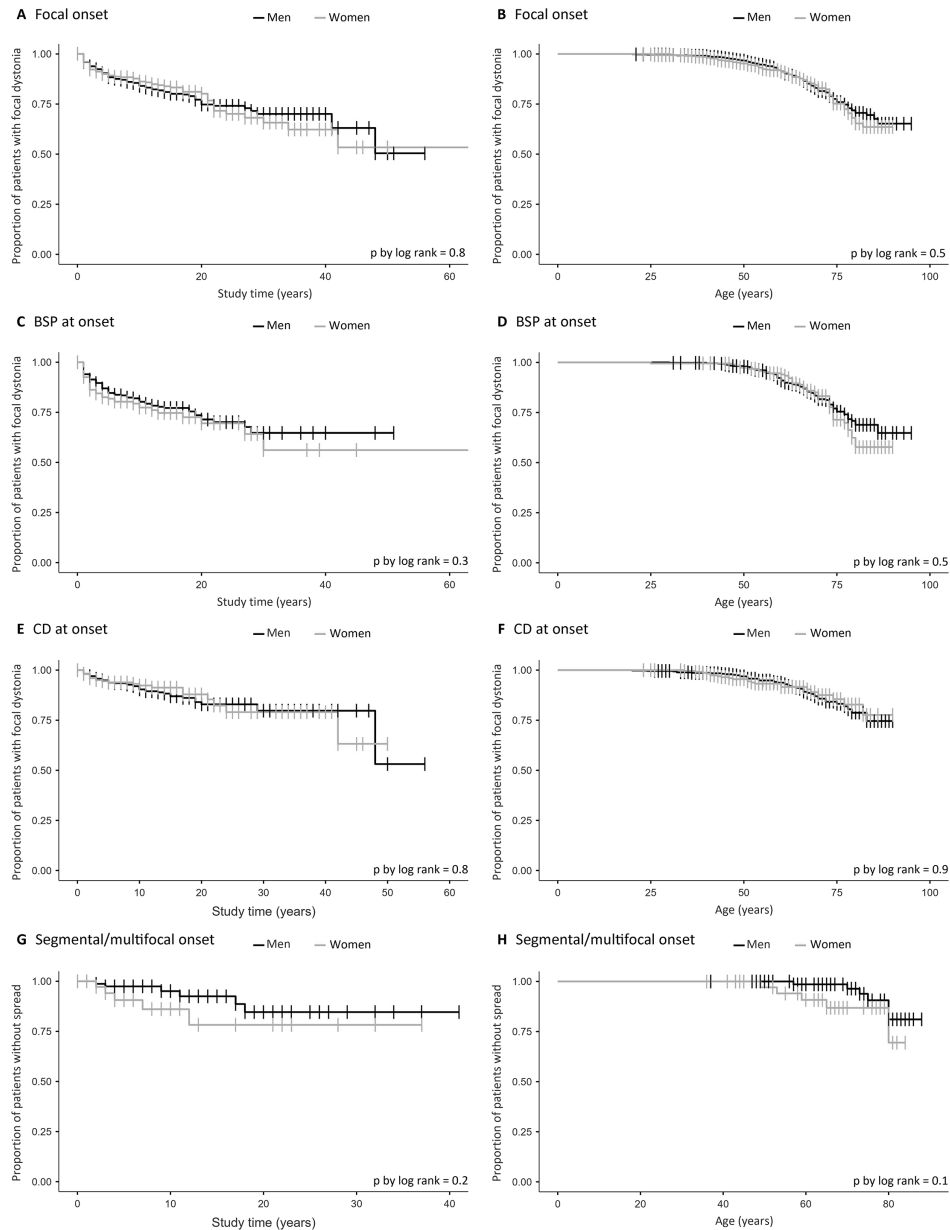 A Focal onset
Men
Women
Proportion of patients with focal dystonia
1.00
0.75
0.50
0.25
0.00
p by log rank = 0.8
0 20 40 60
Study time (years)
B Focal onset
Men
Women
Proportion of patients with focal dystonia
1.00
0.75
0.50
0.25
0.00
p by log rank = 0.5
0 25 50 75 100
Age (years)
C BSP at onset
Men
Women
Proportion of patients with focal dystonia
1.00
0.75
0.50
0.25
0.00
p by log rank = 0.3
0 20 40 60
Study time (years)
D BSP at onset
Men
Women
Proportion of patients with focal dystonia
1.00
0.75
0.50
0.25
0.00
p by log rank = 0.5
0 25 50 75 100
Age (years)
E CD at onset
Men
Women
Proportion of patients with focal dystonia
1.00
0.75
0.50
0.25
0.00
p by log rank = 0.8
0 10 20 30 40 50 60
Study time (years)
F CD at onset
Men
Women
Proportion of patients with focal dystonia
1.00
0.75
0.50
0.25
0.00
p by log rank = 0.9
0 25 50 75 100
Age (years)
G Segmental/multifocal onset
Men
Women
Proportion of patients without spread
1.00
0.75
0.50
0.25
0.00
p by log rank = 0.2
0 10 20 30 40
Study time (years)
H Segmental/multifocal onset
Men
Women
Proportion of patients without spread
1.00
0.75
0.50
0.25
0.00
p by log rank = 0.1
0 20 40 60 80
Age (years)